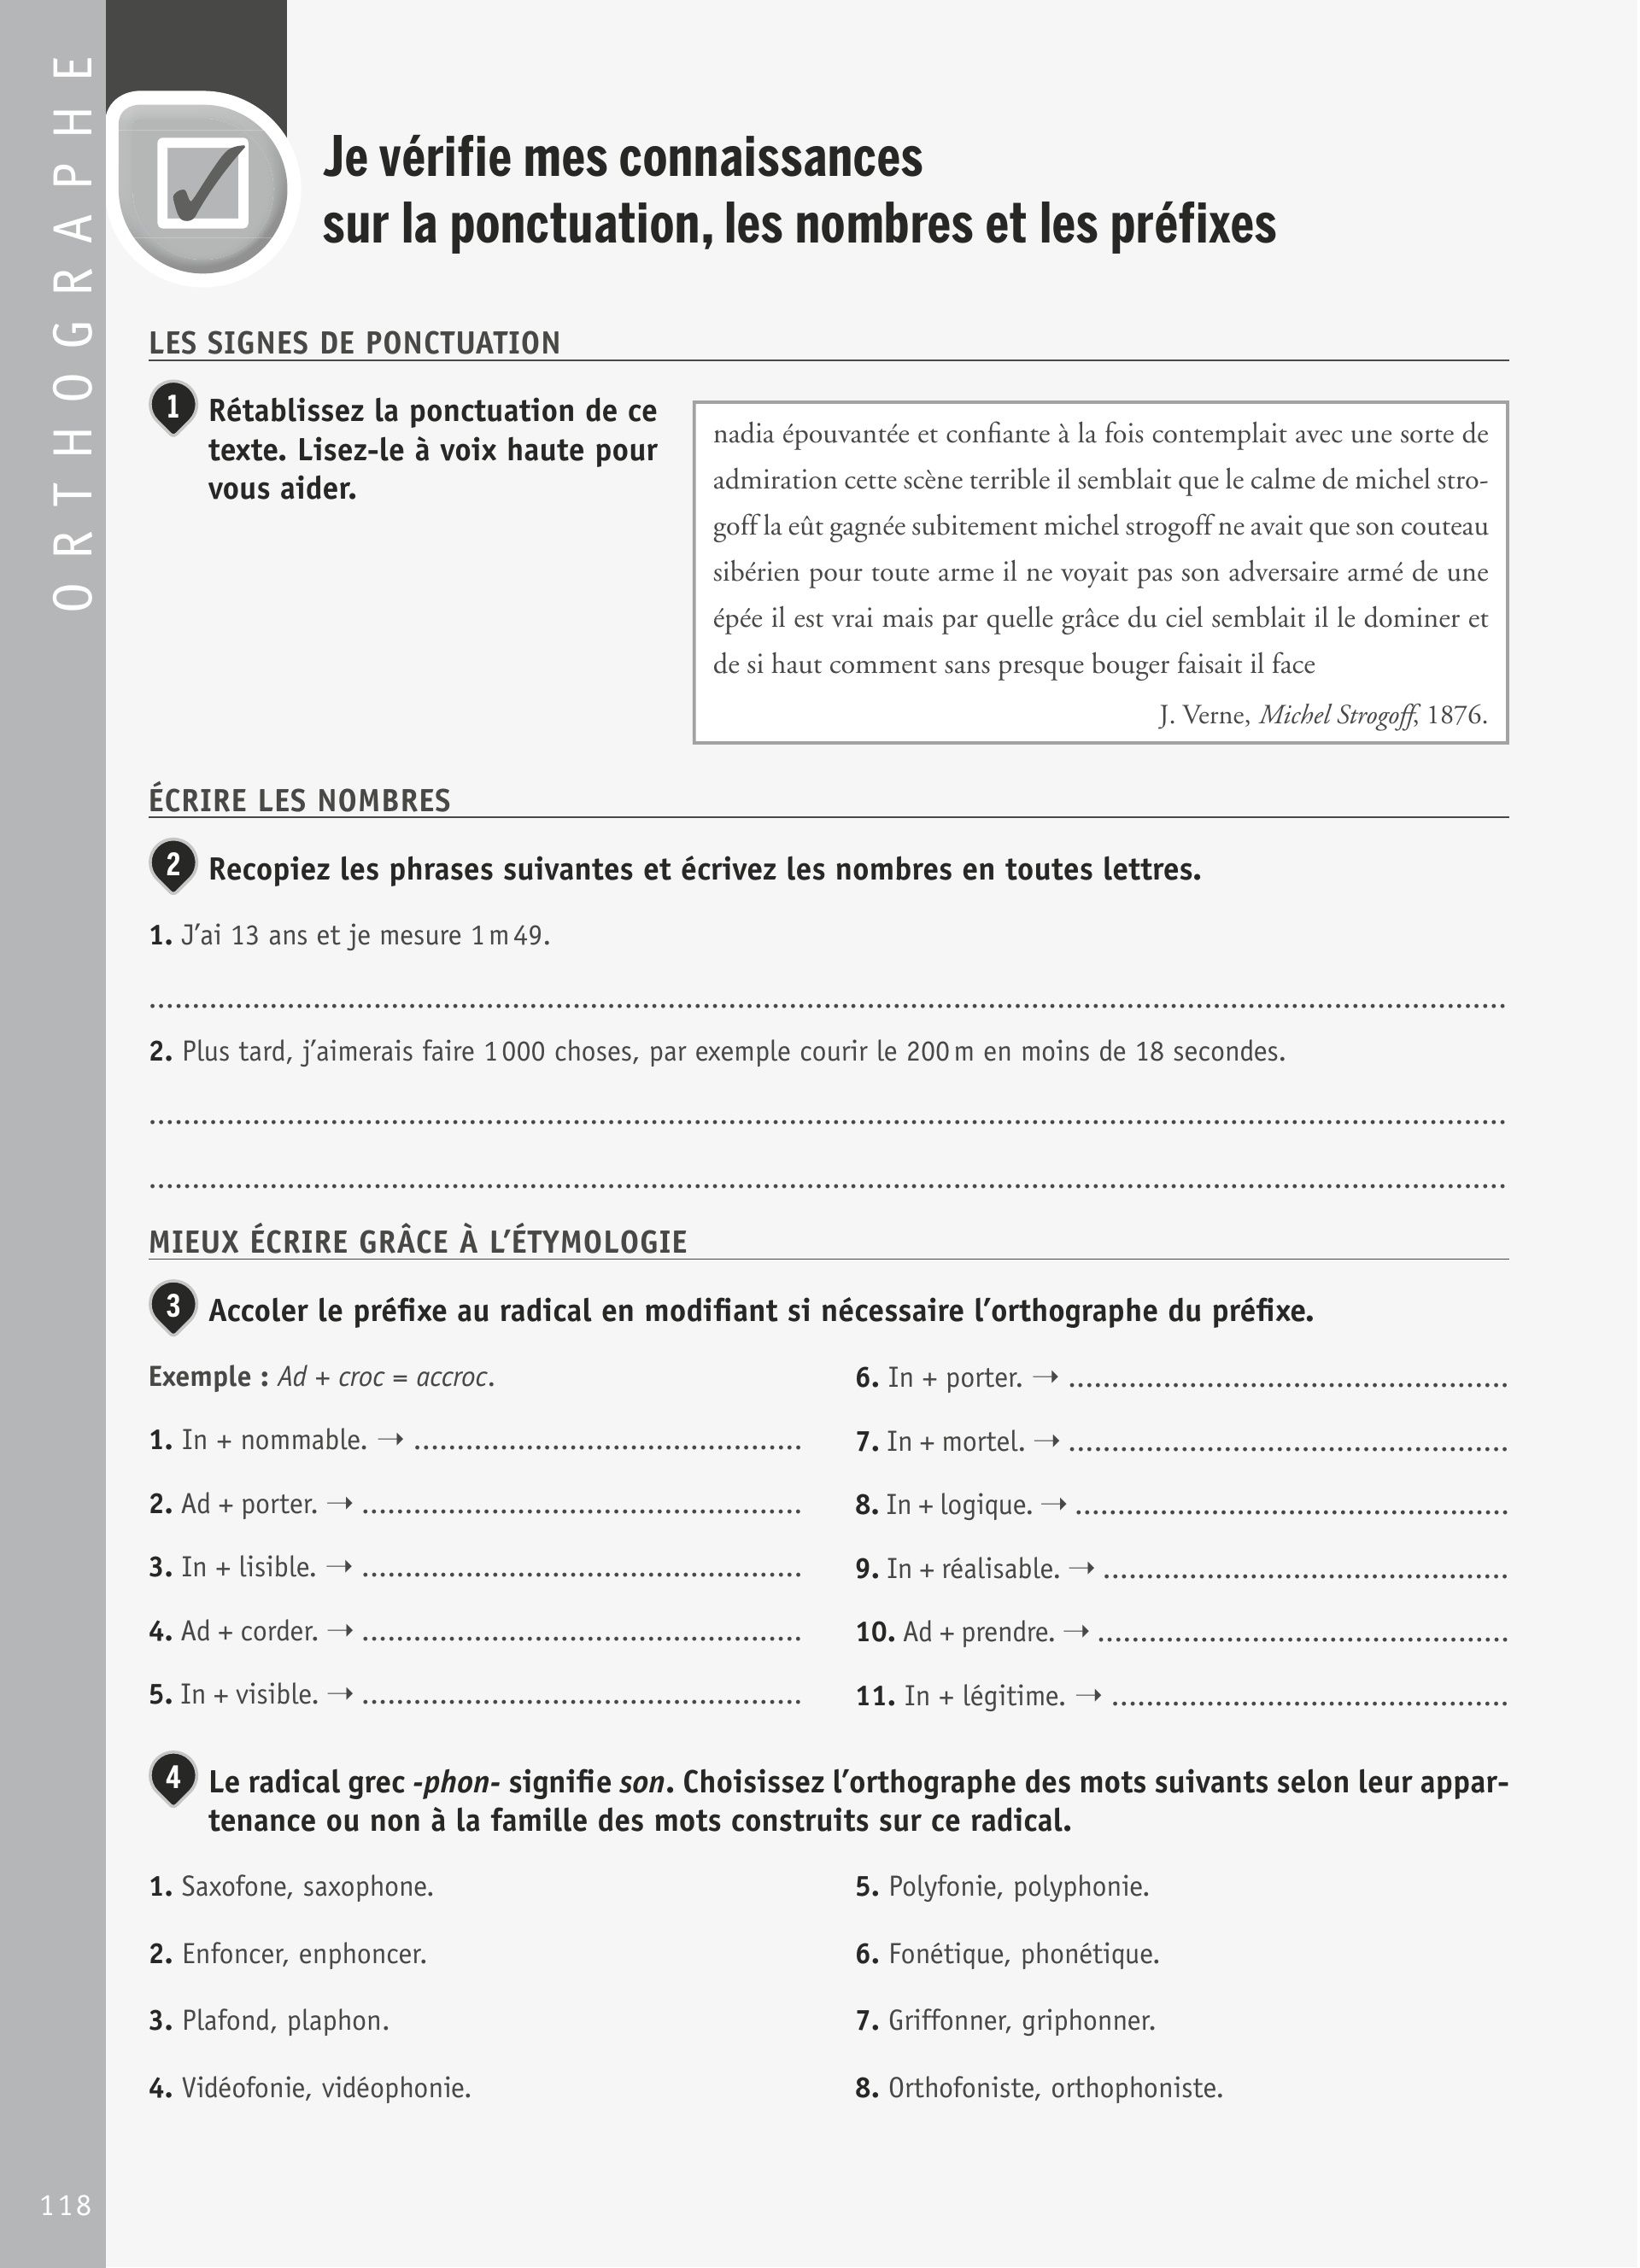 ORTHOGRAPHE
Je vérifie mes connaissances
sur la ponctuation, les nombres et les préfixes
LES SIGNES DE PONCTUATION
1 Rétablissez la ponctuation de ce
texte. Lisez-le à voix haute pour
vous aider.
nadia épouvantée et confiante à la fois contemplait avec une sorte de
admiration cette scène terrible il semblait que le calme de michel stro-
goff la eût gagnée subitement michel strogoff ne avait que son couteau
sibérien pour toute arme il ne voyait pas son adversaire armé de une
épée il est vrai mais par quelle grâce du ciel semblait il le dominer et
de si haut comment sans presque bouger faisait il face
J. Verne, Michel Strogoff, 1876.
ÉCRIRE LES NOMBRES
2 Recopiez les phrases suivantes et écrivez les nombres en toutes lettres.
1. J’ai 13 ans et je mesure 1 m 49.
2. Plus tard, j’aimerais faire 1 000 choses, par exemple courir le 200 m en moins de 18 secondes.
MIEUX ÉCRIRE GRÂCE À L’ÉTYMOLOGIE
3 Accoler le préfixe au radical en modifiant si nécessaire l’orthographe du préfixe.
Exemple : Ad + croc = accroc.
1. In + nommable. →
2. Ad + porter. →
3. In + lisible. →
4. Ad + corder. →
5. In + visible. →
6. In + porter. →
7. In + mortel. →
8. In + logique. →
9. In + réalisable. →
10. Ad + prendre. →
11. In + légitime. →
4 Le radical grec -phon- signifie son. Choisissez l’orthographe des mots suivants selon leur appar-
tenance ou non à la famille des mots construits sur ce radical.
1. Saxofone, saxophone.
2. Enfoncer, enphoncer.
3. Plafond, plaphon.
4. Vidéofonie, vidéophonie.
5. Polyfonie, polyphonie.
6. Fonétique, phonétique.
7. Griffonner, griphonner.
8. Orthofoniste, orthophoniste.
118